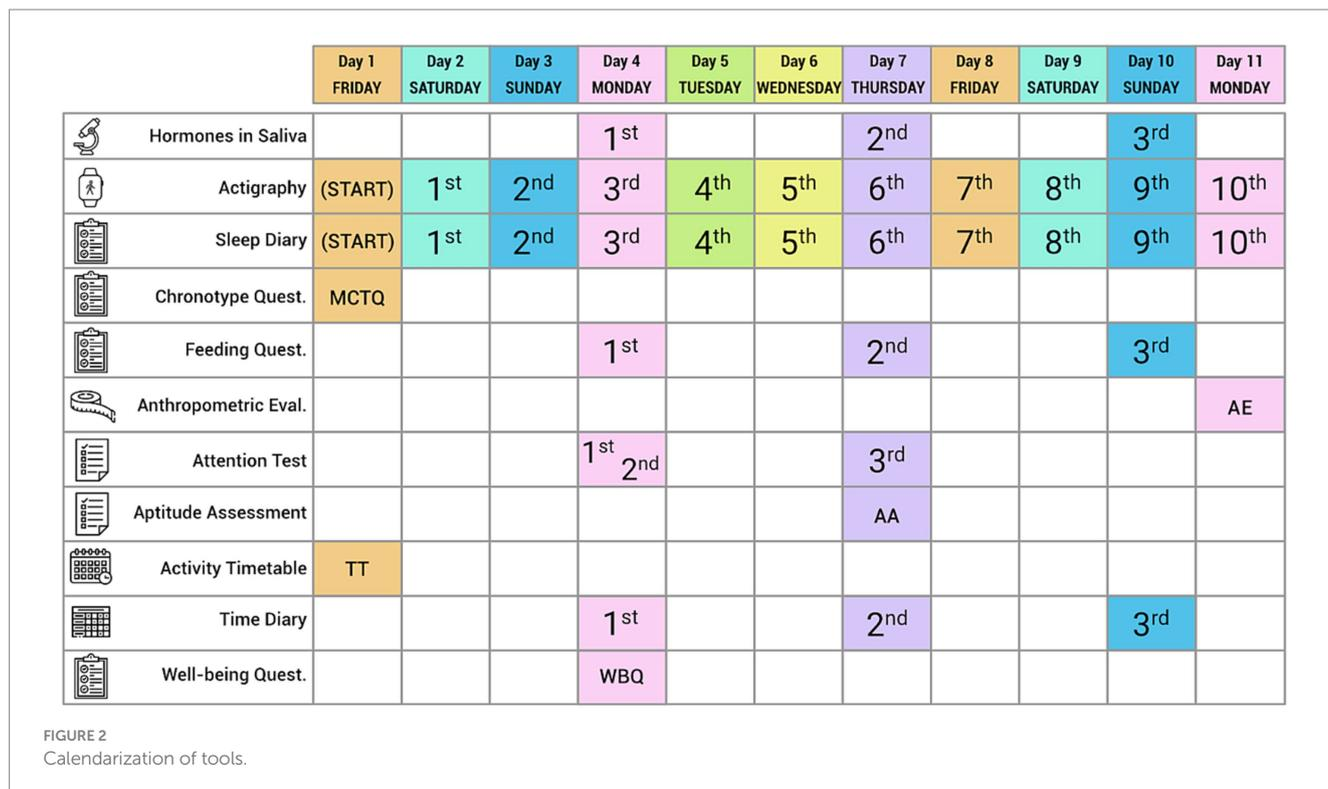 Day 1 Day 2 Day 3 Day 4 Day 5 Day 6 Day 7 Day 8 Day 9 Day 10 Day 11
FRIDAY SATURDAY SUNDAY MONDAY TUESDAY WEDNESDAY THURSDAY FRIDAY SATURDAY SUNDAY MONDAY
Hormones in Saliva 1st 2nd 3rd
Actigraphy (START) 1st 2nd 3rd 4th 5th 6th 7th 8th 9th 10th
Sleep Diary (START) 1st 2nd 3rd 4th 5th 6th 7th 8th 9th 10th
Chronotype Quest. MCTQ
Feeding Quest. 1st 2nd 3rd
Anthropometric Eval. AE
Attention Test 1st 2nd 3rd
Aptitude Assessment AA
Activity Timetable TT
Time Diary 1st 2nd 3rd
Well-being Quest. WBQ
FIGURE 2
Calendarization of tools.